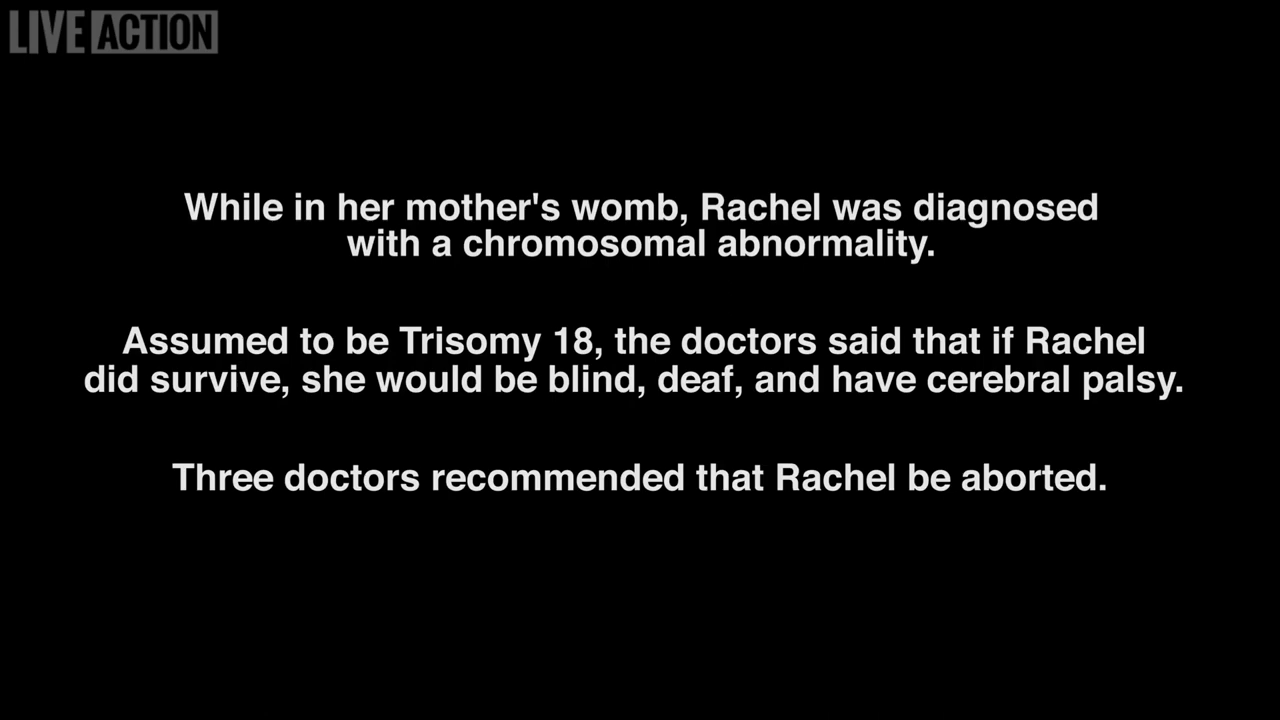 LIVE ACTION
While in her mother's womb, Rachel was diagnosed
with a chromosomal abnormality.
Assumed to be Trisomy 18, the doctors said that if Rachel
did survive, she would be blind, deaf, and have cerebral palsy.
Three doctors recommended that Rachel be aborted.